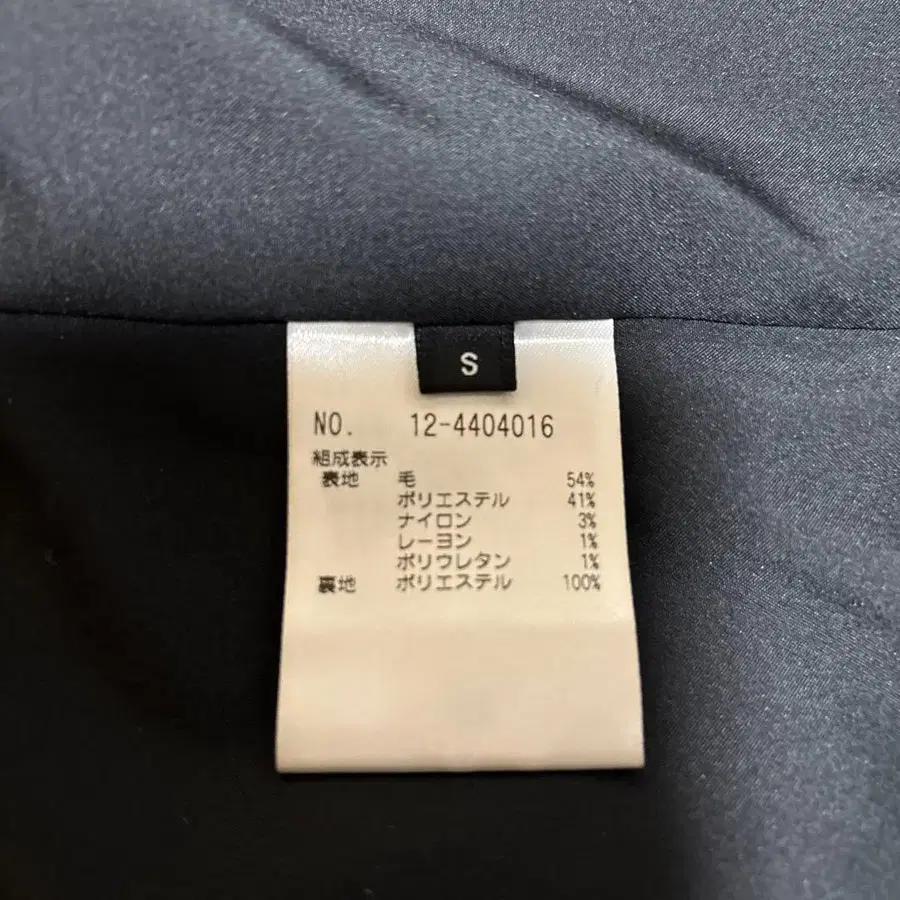 S
NO. 12-4404016
組成表示
表地 毛 54%
ポリエステル 41%
ナイロン 3%
レーヨン 1%
ポリウレタン 1%
裏地 ポリエステル 100%